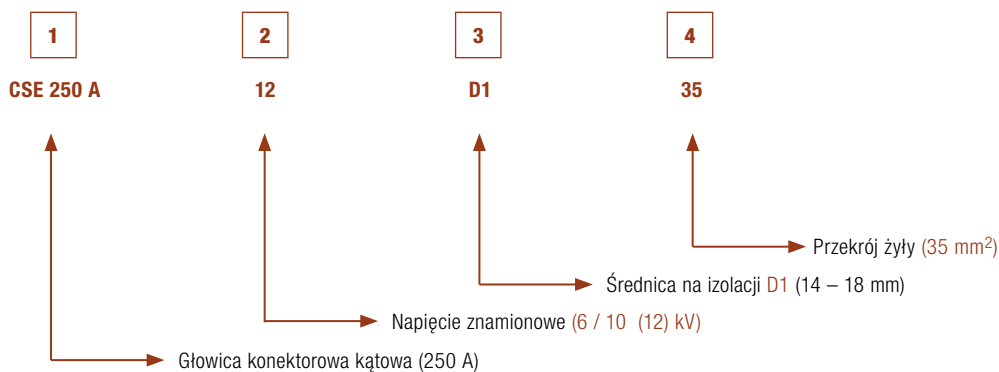 1 2 3 4
CSE 250 A 12 D1 35
Przekrój żyły (35 mm²)
Średnica na izolacji D1 (14 – 18 mm)
Napięcie znamionowe (6 / 10 (12) kV)
Głowica konektorowa kątowa (250 A)